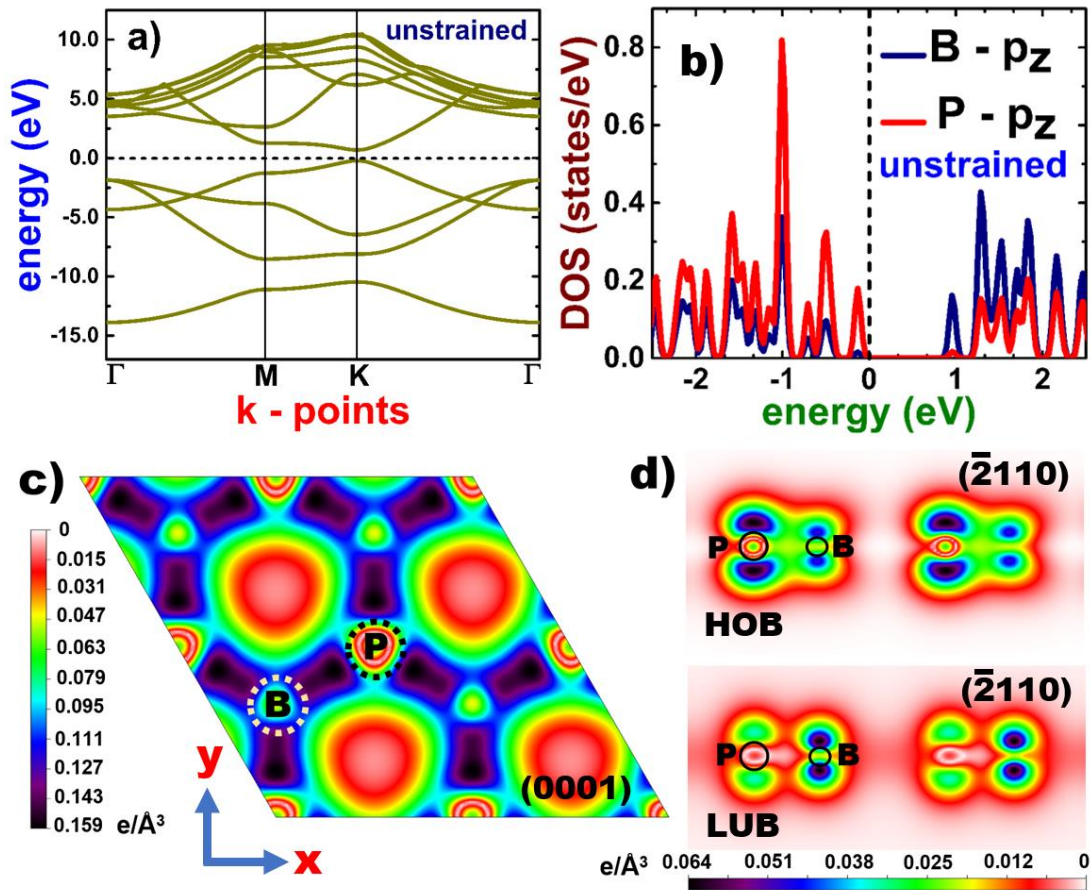 a)
unstrained
energy (eV)
10.0
5.0
0.0
-5.0
-10.0
-15.0
Γ M K Γ
k - points
b)
B - pz
P - pz
unstrained
DOS (states/eV)
0.8
0.6
0.4
0.2
0.0
-2 -1 0 1 2
energy (eV)
c)
0
0.015
0.031
0.047
0.063
0.079
0.095
0.111
0.127
0.143
0.159 e/Å³
P
B
(0001)
y
x
d)
(2̅110)
P B
HOB
(2̅110)
P B
LUB
e/Å³
0.064 0.051 0.038 0.025 0.012 0